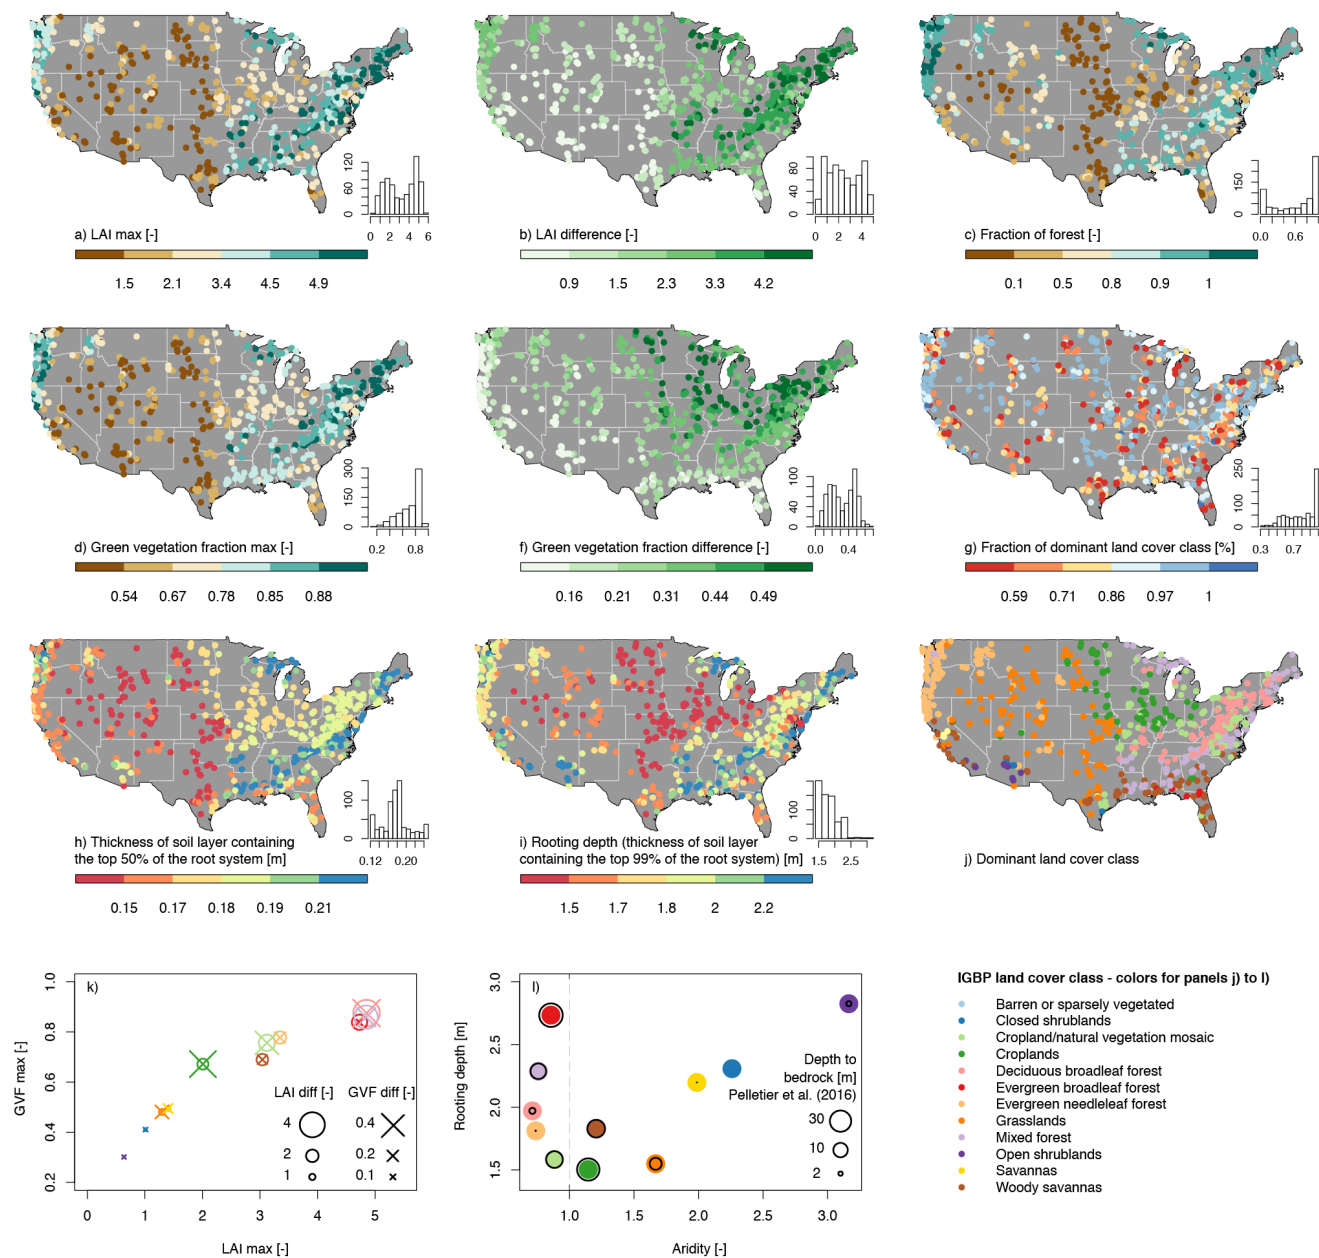 120
60
0
0 2 4 6
a) LAI max [-]
1.5 2.1 3.4 4.5 4.9
80
40
0
0 2 4
b) LAI difference [-]
0.9 1.5 2.3 3.3 4.2
150
0
0.0 0.6
c) Fraction of forest [-]
0.1 0.5 0.8 0.9 1
300
150
0
0.2 0.8
d) Green vegetation fraction max [-]
0.54 0.67 0.78 0.85 0.88
100
40
0
0.0 0.4
f) Green vegetation fraction difference [-]
0.16 0.21 0.31 0.44 0.49
250
100
0
0.3 0.7
g) Fraction of dominant land cover class [%]
0.59 0.71 0.86 0.97 1
100
0
0.12 0.20
h) Thickness of soil layer containing
the top 50% of the root system [m]
0.15 0.17 0.18 0.19 0.21
100
0
1.5 2.5
i) Rooting depth (thickness of soil layer
containing the top 99% of the root system) [m]
1.5 1.7 1.8 2 2.2
j) Dominant land cover class
k)
GVF max [-]
1.0
0.8
0.6
0.4
0.2
LAI diff [-] GVF diff [-]
4 0.4
2 0.2
1 0.1
0 1 2 3 4 5
LAI max [-]
l)
Rooting depth [m]
3.0
2.5
2.0
1.5
Depth to
bedrock [m]
Pelletier et al. (2016)
30
10
2
1.0 1.5 2.0 2.5 3.0
Aridity [-]
IGBP land cover class - colors for panels j) to l)
Barren or sparsely vegetated
Closed shrublands
Cropland/natural vegetation mosaic
Croplands
Deciduous broadleaf forest
Evergreen broadleaf forest
Evergreen needleleaf forest
Grasslands
Mixed forest
Open shrublands
Savannas
Woody savannas